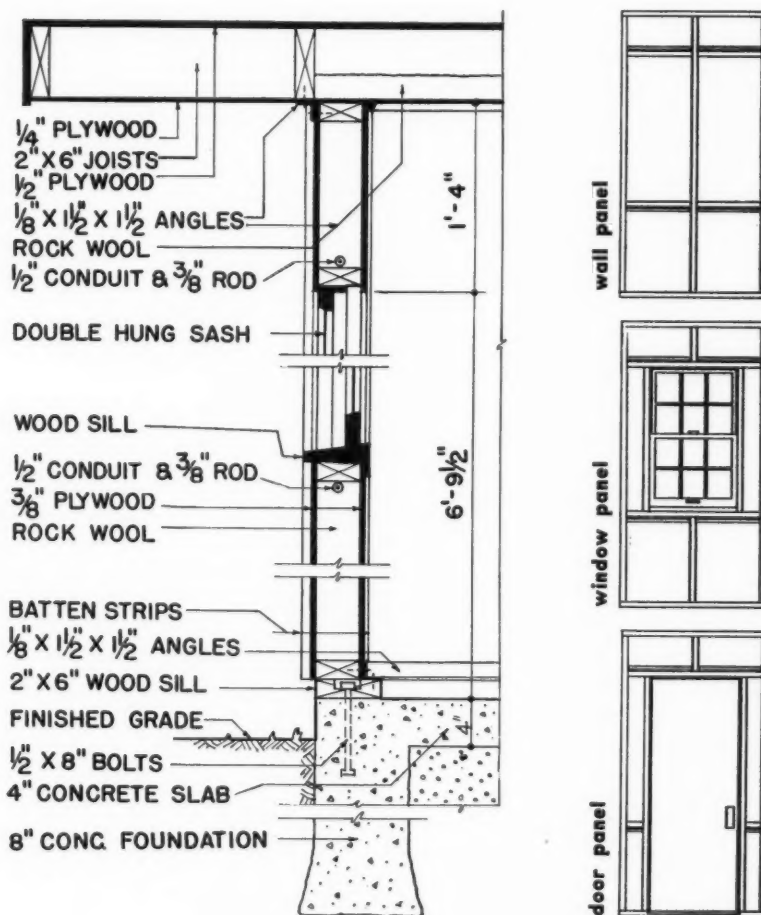 1/4" PLYWOOD
2" X 6" JOISTS
1/2" PLYWOOD
1/8 X 1 1/2 X 1 1/2 ANGLES
ROCK WOOL
1/2" CONDUIT & 3/8" ROD
DOUBLE HUNG SASH
WOOD SILL
1/2" CONDUIT & 3/8" ROD
3/8" PLYWOOD
ROCK WOOL
BATTEN STRIPS
1/8 X 1 1/2 X 1 1/2 ANGLES
2" X 6" WOOD SILL
FINISHED GRADE
1/2 X 8" BOLTS
4" CONCRETE SLAB
8" CONC. FOUNDATION
1'-4"
6'-9 1/2"
4"
wall panel
window panel
door panel